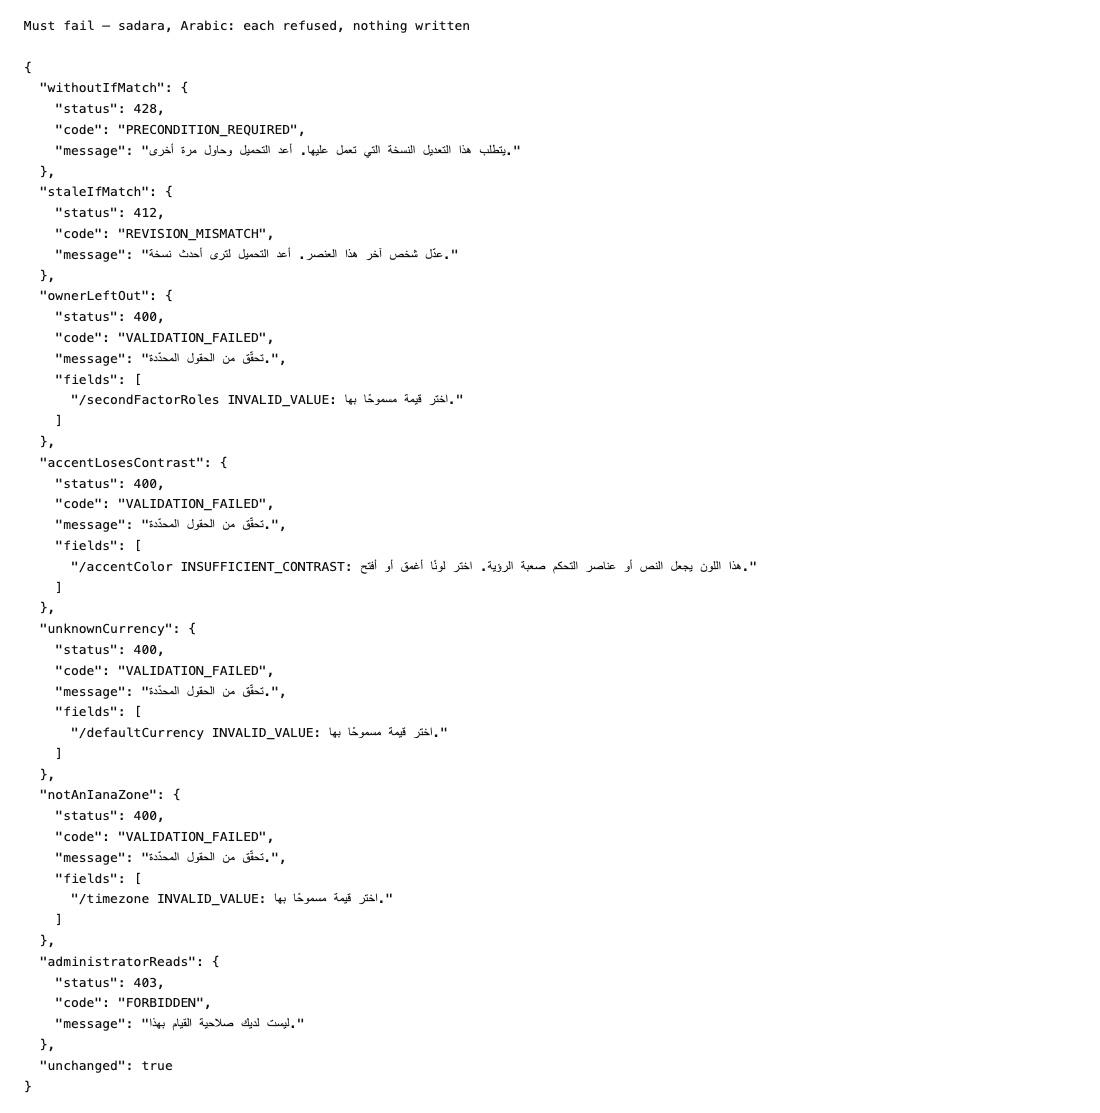 Must fail — sadara, Arabic: each refused, nothing written
{
"withoutIfMatch": {
"status": 428,
"code": "PRECONDITION_REQUIRED",
"message": "يتطلب هذا التعديل النسخة التي تعمل عليها. أعد التحميل وحاول مرة أخرى."
},
"staleIfMatch": {
"status": 412,
"code": "REVISION_MISMATCH",
"message": "عدّل شخص آخر هذا العنصر. أعد التحميل لترى أحدث نسخة."
},
"ownerLeftOut": {
"status": 400,
"code": "VALIDATION_FAILED",
"message": "تحقّق من الحقول المحدّدة.",
"fields": [
"/secondFactorRoles INVALID_VALUE: اختر قيمة مسموحًا بها."
]
},
"accentLosesContrast": {
"status": 400,
"code": "VALIDATION_FAILED",
"message": "تحقّق من الحقول المحدّدة.",
"fields": [
"/accentColor INSUFFICIENT_CONTRAST: هذا اللون يجعل النص أو عناصر التحكم صعبة الرؤية. اختر لونًا أغمق أو أفتح."
]
},
"unknownCurrency": {
"status": 400,
"code": "VALIDATION_FAILED",
"message": "تحقّق من الحقول المحدّدة.",
"fields": [
"/defaultCurrency INVALID_VALUE: اختر قيمة مسموحًا بها."
]
},
"notAnIanaZone": {
"status": 400,
"code": "VALIDATION_FAILED",
"message": "تحقّق من الحقول المحدّدة.",
"fields": [
"/timezone INVALID_VALUE: اختر قيمة مسموحًا بها."
]
},
"administratorReads": {
"status": 403,
"code": "FORBIDDEN",
"message": "ليست لديك صلاحية القيام بهذا."
},
"unchanged": true
}